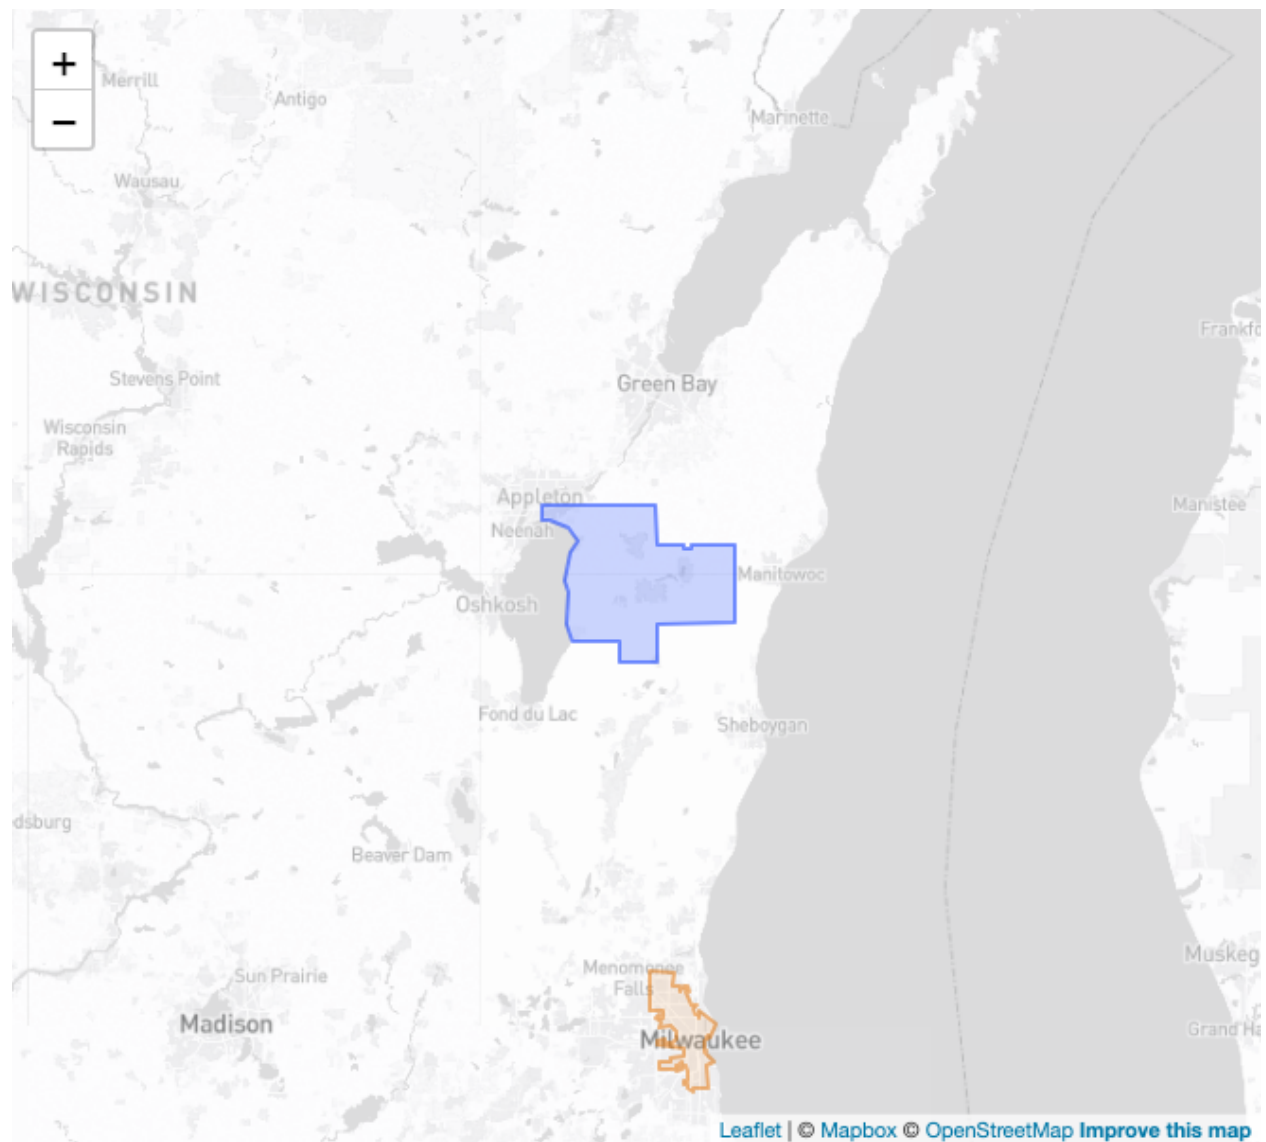 +
−
Merrill
Antigo
Marinette
Wausau
WISCONSIN
Frankfo
Stevens Point
Green Bay
Wisconsin
Rapids
Appleton
Manistee
Neenah
Manitowoc
Oshkosh
Fond du Lac
Sheboygan
dsburg
Beaver Dam
Muskeg
Menomonee
Falls
Sun Prairie
Madison
Milwaukee
Grand Ha
Leaflet | © Mapbox © OpenStreetMap Improve this map